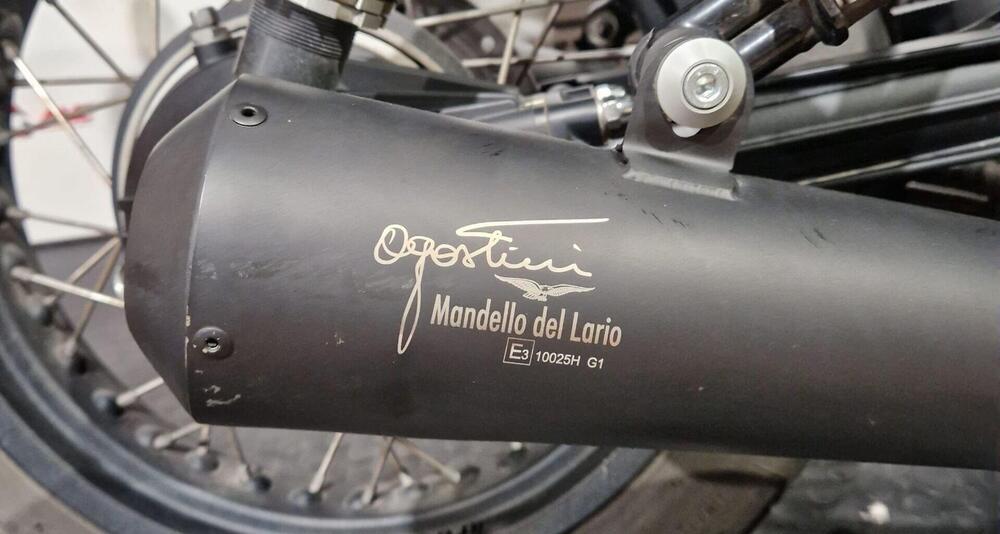 Agostini
Mandello del Lario
E3 10025H G1